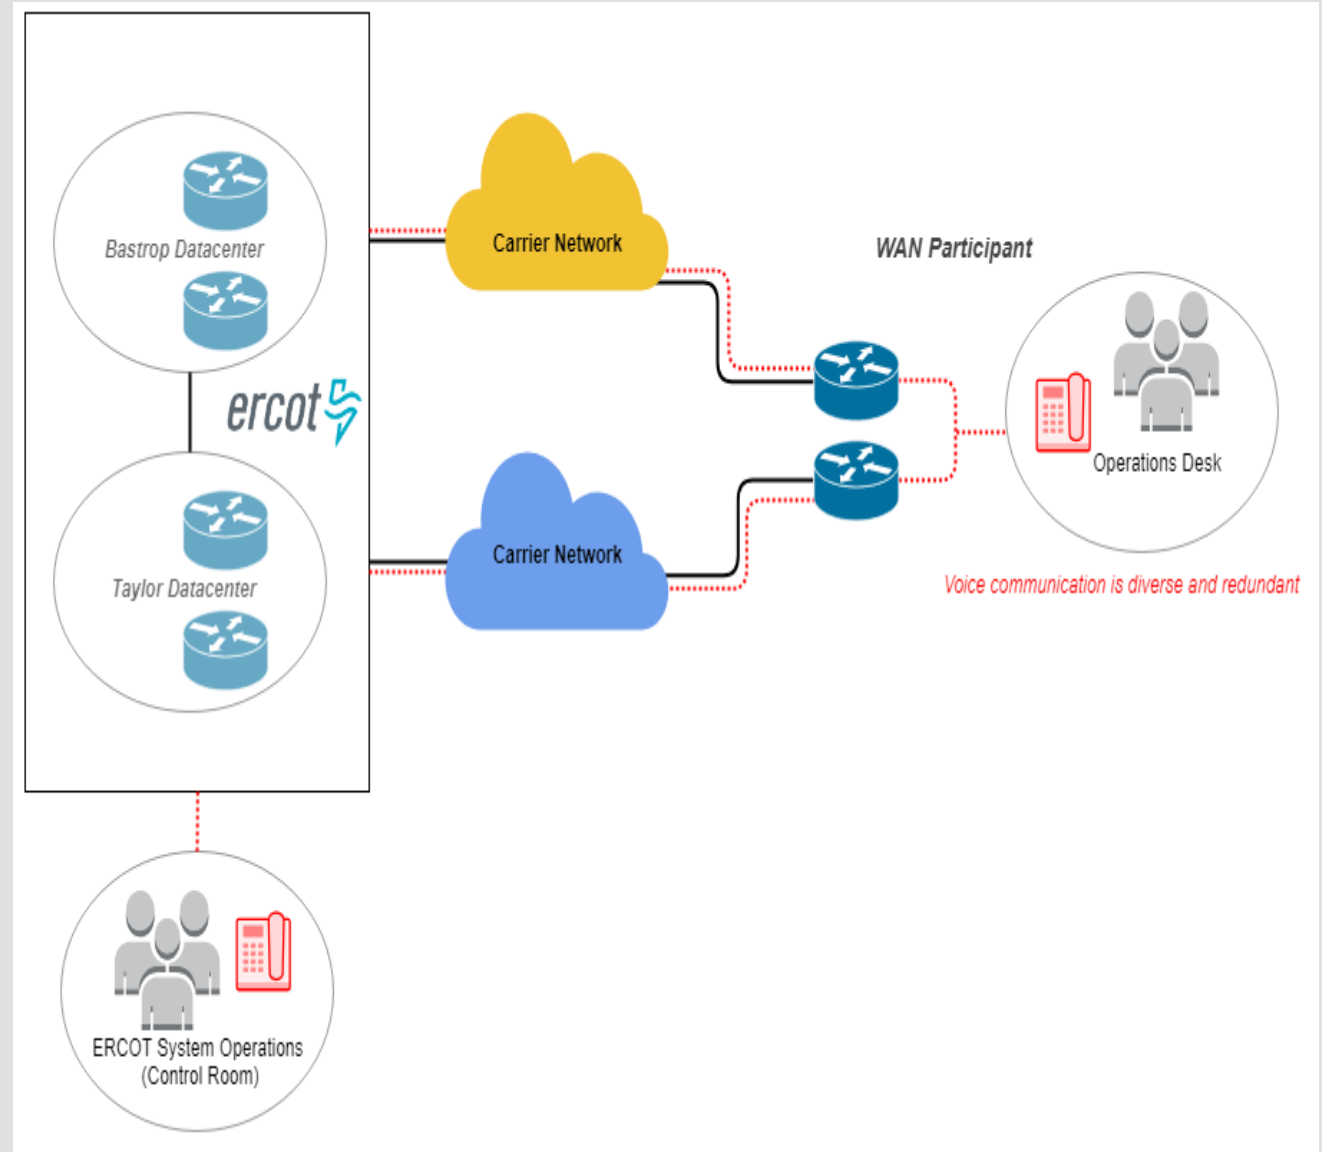 Bastrop Datacenter
ercot
Taylor Datacenter
Carrier Network
Carrier Network
WAN Participant
Operations Desk
Voice communication is diverse and redundant
ERCOT System Operations
(Control Room)